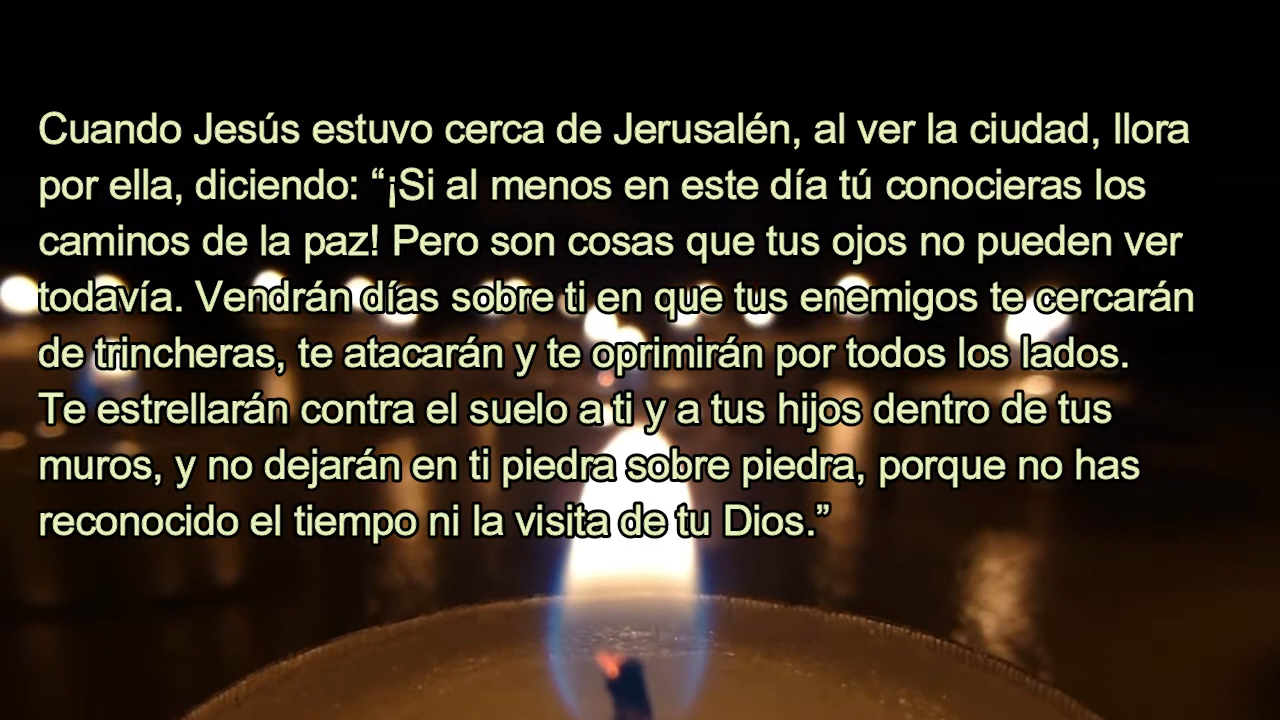 Cuando Jesús estuvo cerca de Jerusalén, al ver la ciudad, llora
por ella, diciendo: “¡Si al menos en este día tú conocieras los
caminos de la paz! Pero son cosas que tus ojos no pueden ver
todavía. Vendrán días sobre ti en que tus enemigos te cercarán
de trincheras, te atacarán y te oprimirán por todos los lados.
Te estrellarán contra el suelo a ti y a tus hijos dentro de tus
muros, y no dejarán en ti piedra sobre piedra, porque no has
reconocido el tiempo ni la visita de tu Dios.”